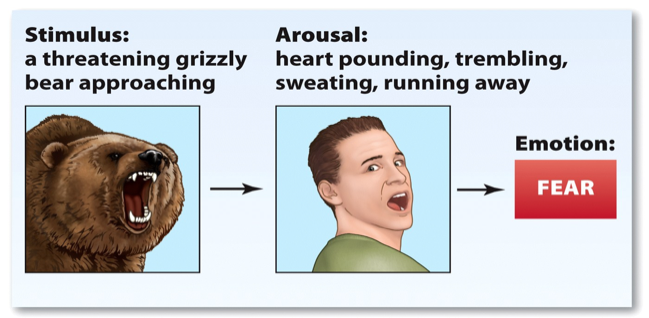 Stimulus:
a threatening grizzly
bear approaching
Arousal:
heart pounding, trembling,
sweating, running away
Emotion:
FEAR